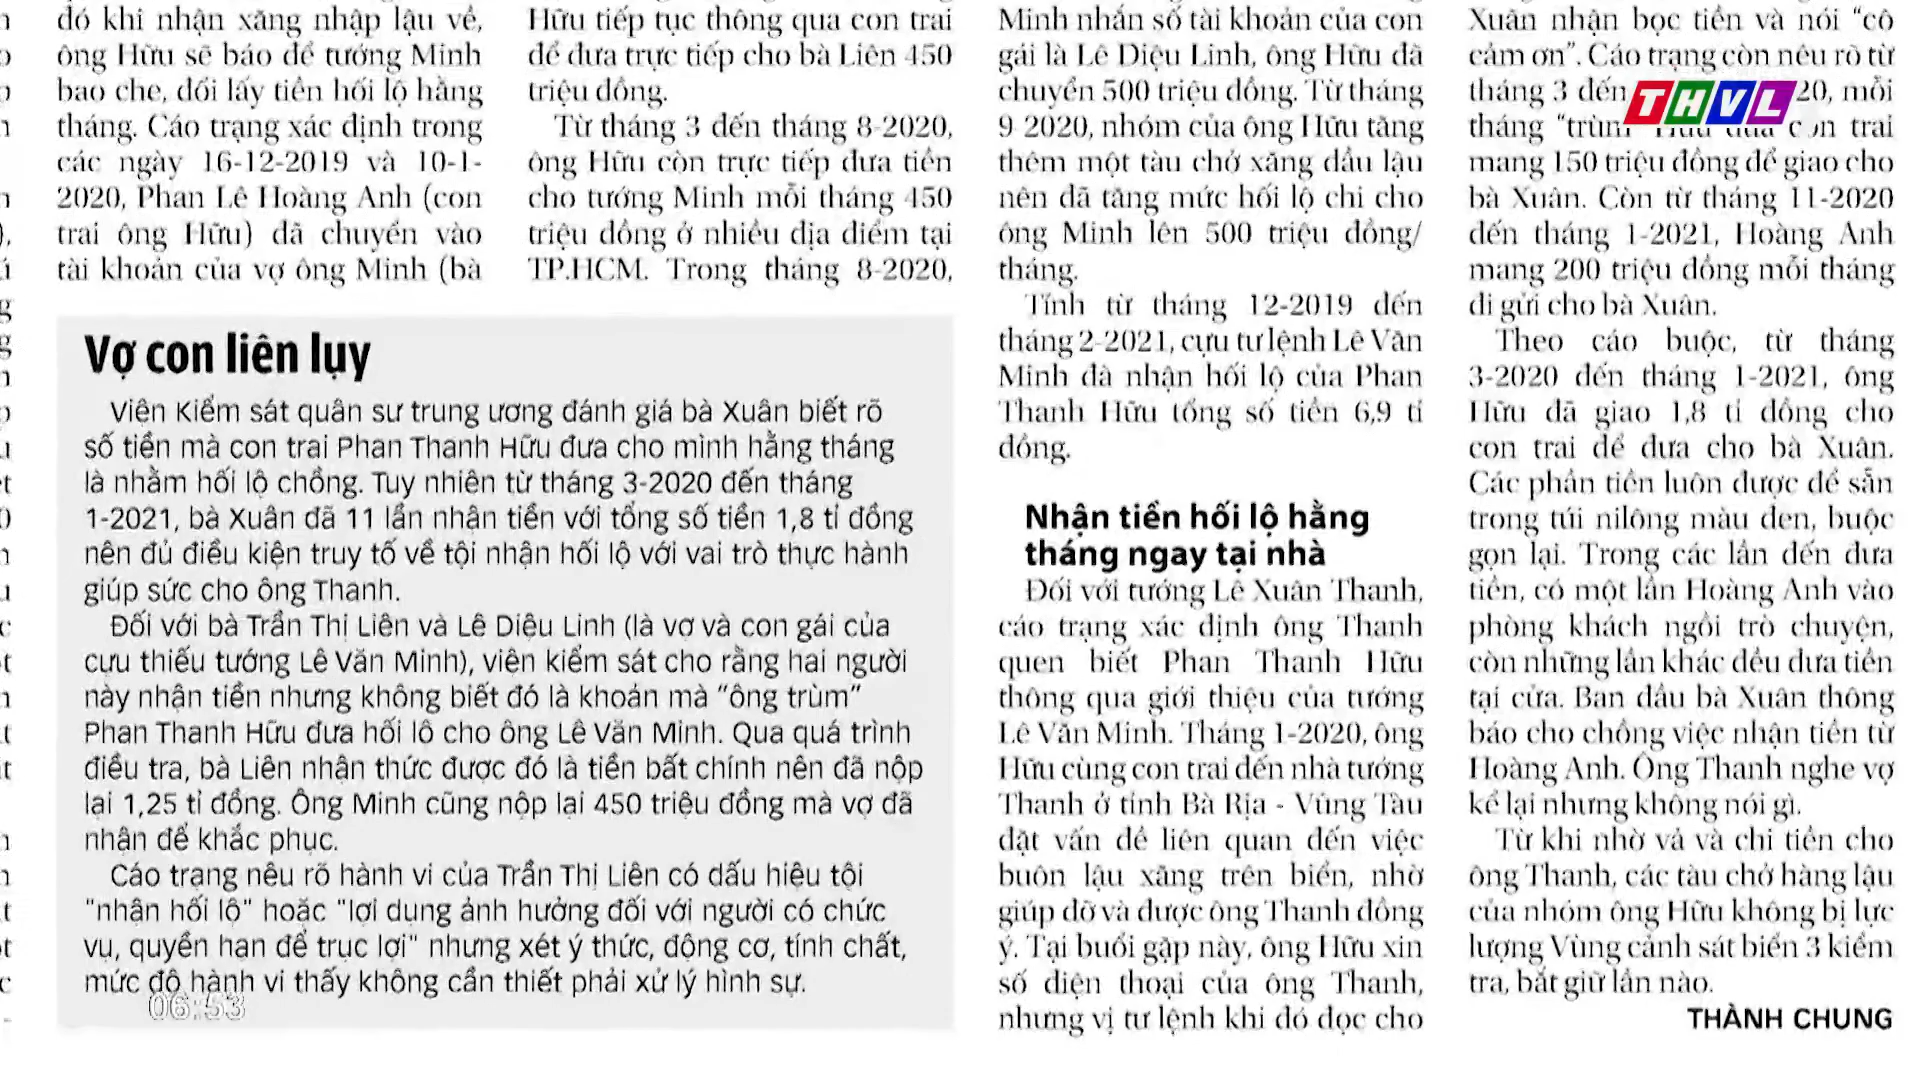 đó khi nhận xăng nhập lậu về,
ông Hữu sẽ báo để tướng Minh
bao che, đổi lấy tiền hối lộ hằng
tháng. Cáo trạng xác định trong
các ngày 16-12-2019 và 10-1-
2020, Phan Lê Hoàng Anh (con
trai ông Hữu) đã chuyển vào
tài khoản của vợ ông Minh (bà
Hữu tiếp tục thông qua con trai
để đưa trực tiếp cho bà Liên 450
triệu đồng.
Từ tháng 3 đến tháng 8-2020,
ông Hữu còn trực tiếp đưa tiền
cho tướng Minh mỗi tháng 450
triệu đồng ở nhiều địa điểm tại
TP.HCM. Trong tháng 8-2020,
Vợ con liên lụy
Viện Kiểm sát quân sự trung ương đánh giá bà Xuân biết rõ
số tiền mà con trai Phan Thanh Hữu đưa cho mình hằng tháng
là nhằm hối lộ chồng. Tuy nhiên từ tháng 3-2020 đến tháng
1-2021, bà Xuân đã 11 lần nhận tiền với tổng số tiền 1,8 tỉ đồng
nên đủ điều kiện truy tố về tội nhận hối lộ với vai trò thực hành
giúp sức cho ông Thanh.
Đối với bà Trần Thị Liên và Lê Diệu Linh (là vợ và con gái của
cựu thiếu tướng Lê Văn Minh), viện kiểm sát cho rằng hai người
này nhận tiền nhưng không biết đó là khoản mà "ông trùm"
Phan Thanh Hữu đưa hối lộ cho ông Lê Văn Minh. Qua quá trình
điều tra, bà Liên nhận thức được đó là tiền bất chính nên đã nộp
lại 1,25 tỉ đồng. Ông Minh cũng nộp lại 450 triệu đồng mà vợ đã
nhận để khắc phục.
Cáo trạng nêu rõ hành vi của Trần Thị Liên có dấu hiệu tội
"nhận hối lộ" hoặc "lợi dụng ảnh hưởng đối với người có chức
vụ, quyền hạn để trục lợi" nhưng xét ý thức, động cơ, tính chất,
mức độ hành vi thấy không cần thiết phải xử lý hình sự.
06:53
Minh nhắn số tài khoản của con
gái là Lê Diệu Linh, ông Hữu đã
chuyển 500 triệu đồng. Từ tháng
9-2020, nhóm của ông Hữu tăng
thêm một tàu chở xăng dầu lậu
nên đã tăng mức hối lộ chi cho
ông Minh lên 500 triệu đồng/
tháng.
Tính từ tháng 12-2019 đến
tháng 2-2021, cựu tư lệnh Lê Văn
Minh đã nhận hối lộ của Phan
Thanh Hữu tổng số tiền 6,9 tỉ
đồng.
Nhận tiền hối lộ hằng
tháng ngay tại nhà
Đối với tướng Lê Xuân Thanh,
cáo trạng xác định ông Thanh
quen biết Phan Thanh Hữu
thông qua giới thiệu của tướng
Lê Văn Minh. Tháng 1-2020, ông
Hữu cùng con trai đến nhà tướng
Thanh ở tỉnh Bà Rịa - Vũng Tàu
đặt vấn đề liên quan đến việc
buôn lậu xăng trên biển, nhờ
giúp đỡ và được ông Thanh đồng
ý. Tại buổi gặp này, ông Hữu xin
số điện thoại của ông Thanh,
nhưng vị tư lệnh khi đó đọc cho
Xuân nhận bọc tiền và nói "cô
cảm ơn". Cáo trạng còn nêu rõ từ
tháng 3 đến 20, mỗi
THVL
tháng "trùm" Hữu đưa con trai
mang 150 triệu đồng để giao cho
bà Xuân. Còn từ tháng 11-2020
đến tháng 1-2021, Hoàng Anh
mang 200 triệu đồng mỗi tháng
đi gửi cho bà Xuân.
Theo cáo buộc, từ tháng
3-2020 đến tháng 1-2021, ông
Hữu đã giao 1,8 tỉ đồng cho
con trai để đưa cho bà Xuân.
Các phần tiền luôn được để sẵn
trong túi nilông màu đen, buộc
gọn lại. Trong các lần đến đưa
tiền, có một lần Hoàng Anh vào
phòng khách ngồi trò chuyện,
còn những lần khác đều đưa tiền
tại cửa. Ban đầu bà Xuân thông
báo cho chồng việc nhận tiền từ
Hoàng Anh. Ông Thanh nghe vợ
kể lại nhưng không nói gì.
Từ khi nhờ vả và chi tiền cho
ông Thanh, các tàu chở hàng lậu
của nhóm ông Hữu không bị lực
lượng Vùng cảnh sát biển 3 kiểm
tra, bắt giữ lần nào.
THÀNH CHUNG